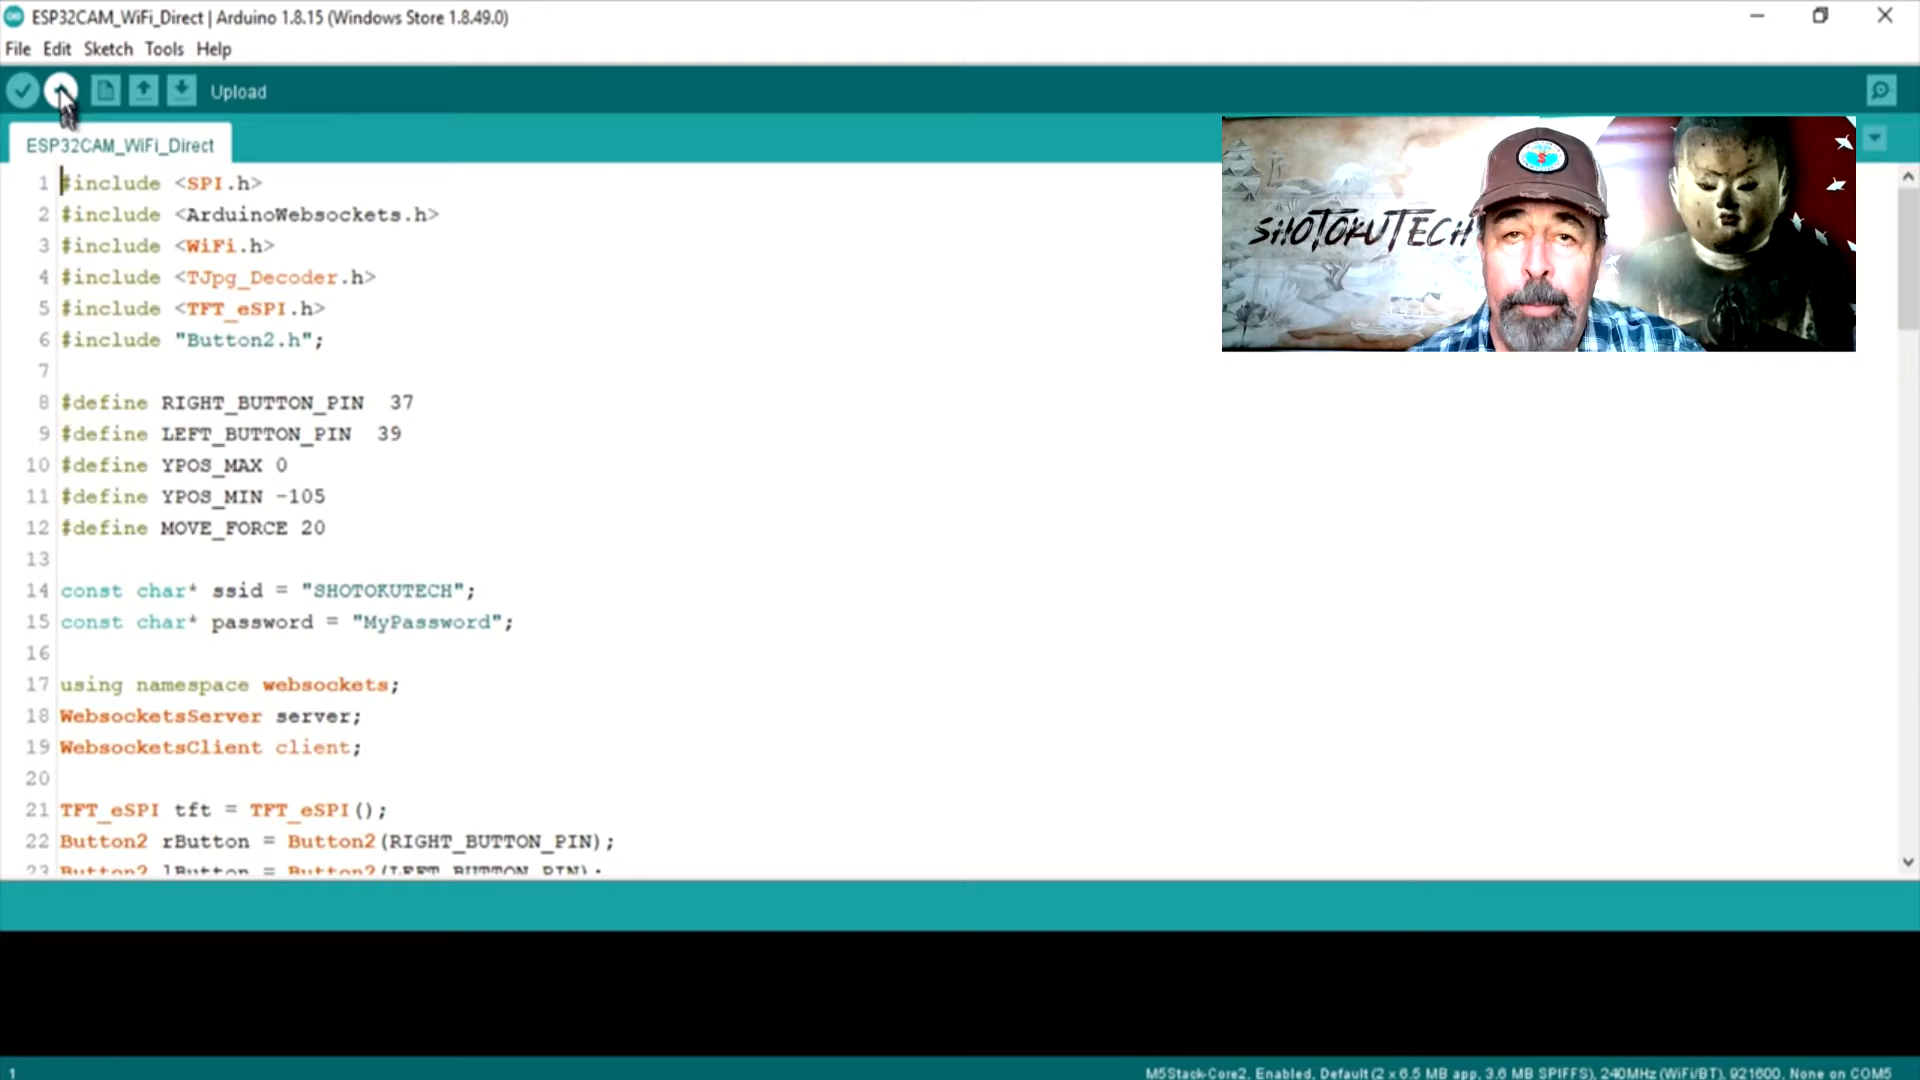 ESP32CAM_WiFi_Direct | Arduino 1.8.15 (Windows Store 1.8.49.0)
File Edit Sketch Tools Help
Upload
ESP32CAM_WiFi_Direct
SHOTOKUTECH
1 #include <SPI.h>
2 #include <ArduinoWebsockets.h>
3 #include <WiFi.h>
4 #include <TJpg_Decoder.h>
5 #include <TFT_eSPI.h>
6 #include "Button2.h";
7
8 #define RIGHT_BUTTON_PIN  37
9 #define LEFT_BUTTON_PIN  39
10 #define YPOS_MAX 0
11 #define YPOS_MIN -105
12 #define MOVE_FORCE 20
13
14 const char* ssid = "SHOTOKUTECH";
15 const char* password = "MyPassword";
16
17 using namespace websockets;
18 WebsocketsServer server;
19 WebsocketsClient client;
20
21 TFT_eSPI tft = TFT_eSPI();
22 Button2 rButton = Button2(RIGHT_BUTTON_PIN);
23 Button2 lButton = Button2(LEFT_BUTTON_PIN);
1 M5Stack-Core2, Enabled, Default (2 x 6.5 MB app, 3.6 MB SPIFFS), 240MHz (WiFi/BT), 921600, None on COM5